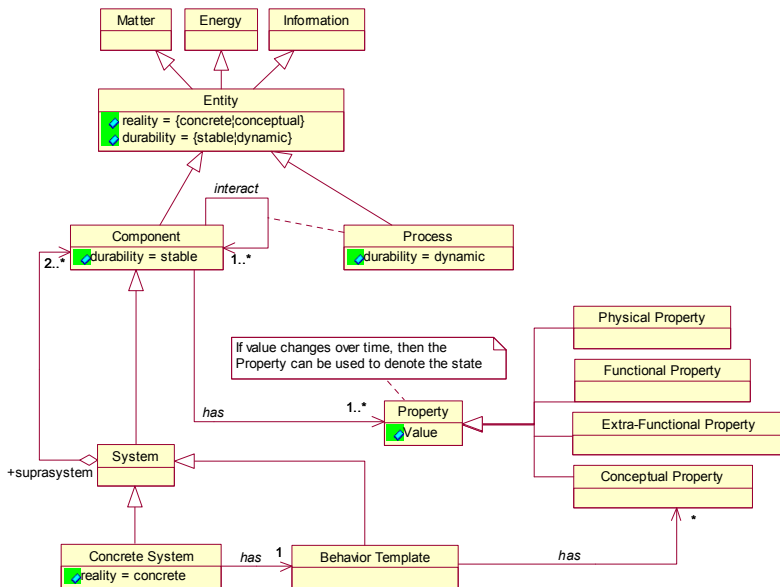 Matter
Energy
Information
Entity
reality = {concrete¦conceptual}
durability = {stable¦dynamic}
interact
Component
durability = stable
Process
durability = dynamic
2..*
1..*
Physical Property
If value changes over time, then the
Property can be used to denote the state
Functional Property
has
1..*
Property
Value
Extra-Functional Property
System
+suprasystem
Conceptual Property
*
Concrete System
reality = concrete
has
1
Behavior Template
has